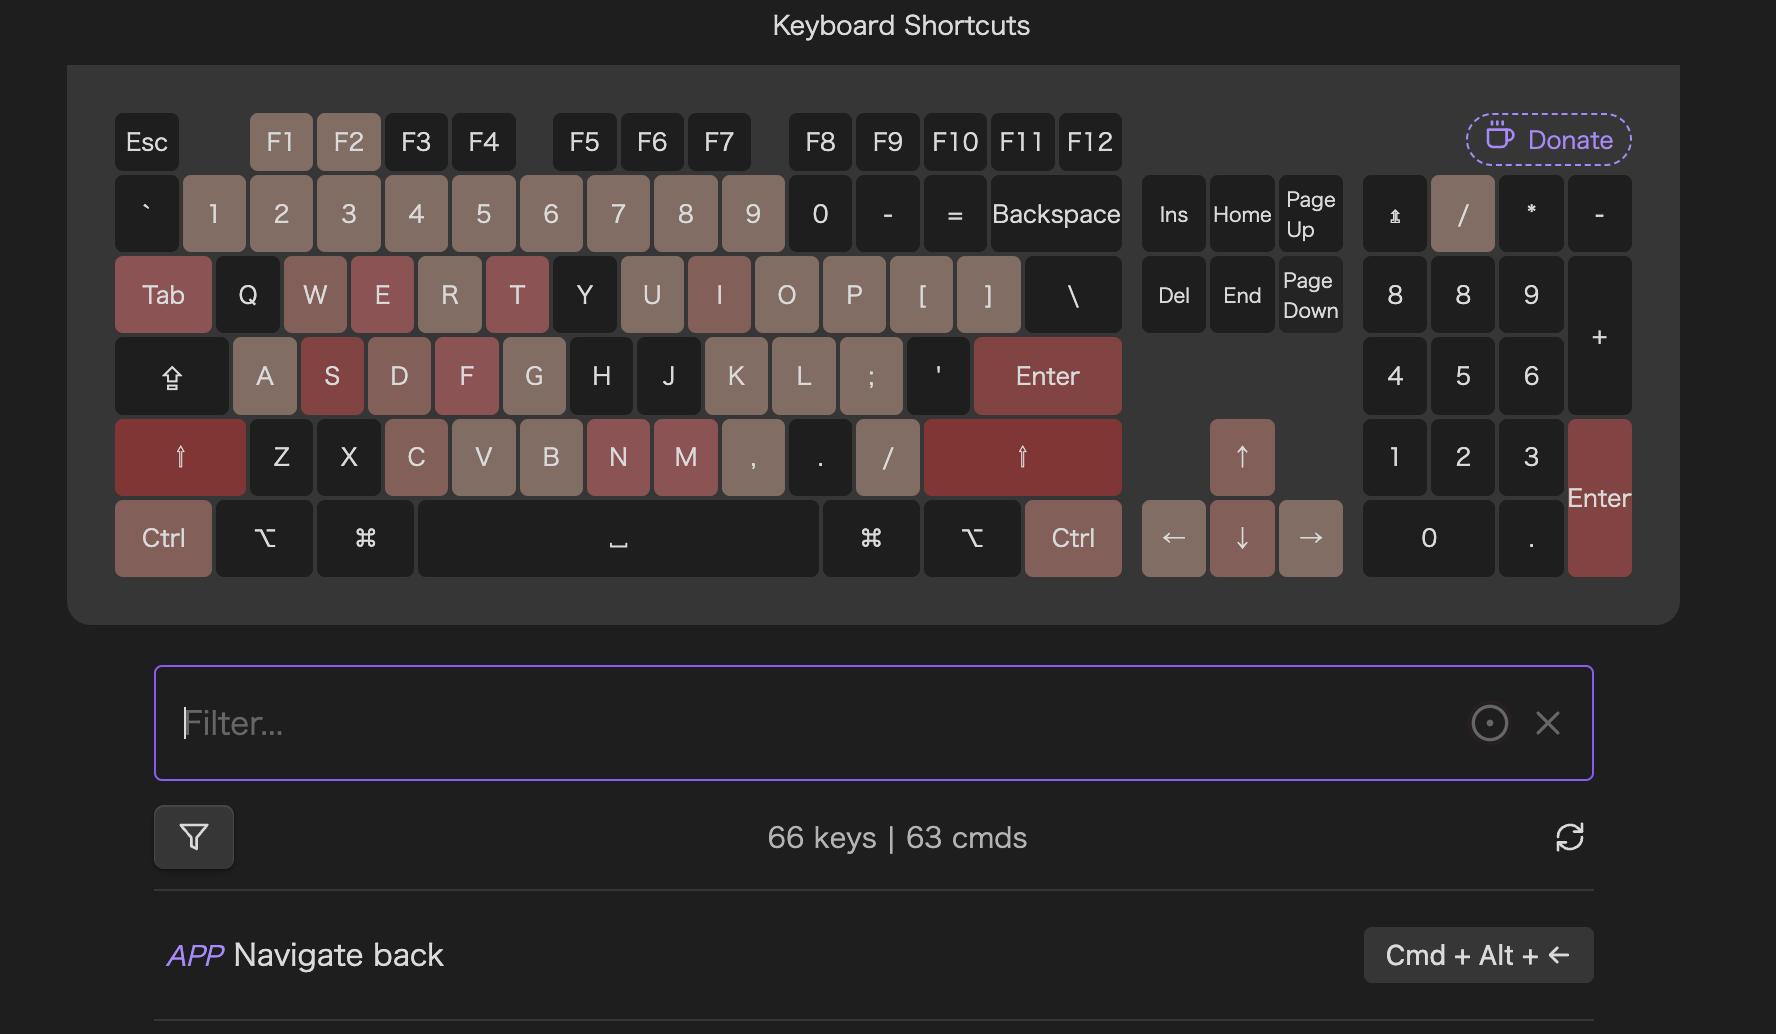 Keyboard Shortcuts
Esc F1 F2 F3 F4 F5 F6 F7 F8 F9 F10 F11 F12 Donate
` 1 2 3 4 5 6 7 8 9 0 - = Backspace Ins Home Page Up ⇭ / * -
Tab Q W E R T Y U I O P [ ] \ Del End Page Down 8 8 9 +
⇪ A S D F G H J K L ; ' Enter 4 5 6
⇧ Z X C V B N M , . / ⇧ ↑ 1 2 3 Enter
Ctrl ⌥ ⌘ ⎵ ⌘ ⌥ Ctrl ← ↓ → 0 .
Filter...
66 keys | 63 cmds
APP Navigate back Cmd + Alt + ←